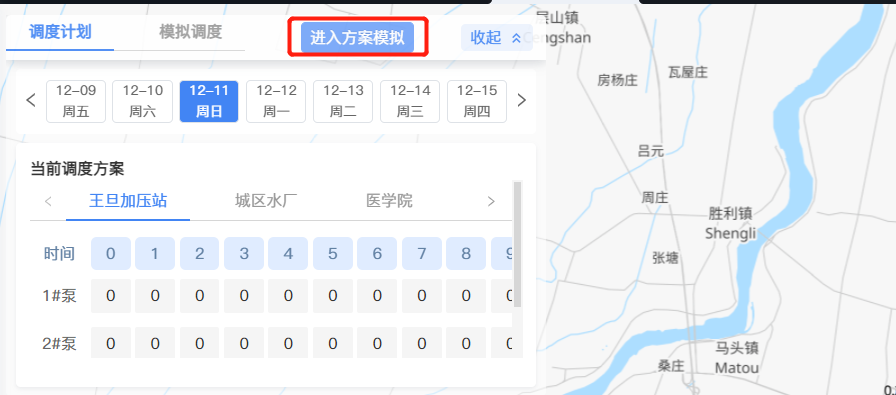 调度计划 模拟调度 进入方案模拟 收起
12-09 12-10 12-11 12-12 12-13 12-14 12-15
周五 周六 周日 周一 周二 周三 周四
当前调度方案
王旦加压站 城区水厂 医学院
时间 0 1 2 3 4 5 6 7 8 9
1#泵 0 0 0 0 0 0 0 0 0 0
2#泵 0 0 0 0 0 0 0 0 0 0
engshan
瓦屋庄
房杨庄
吕元
周庄
胜利镇
Shengli
张塘
马头镇
Matou
桑庄